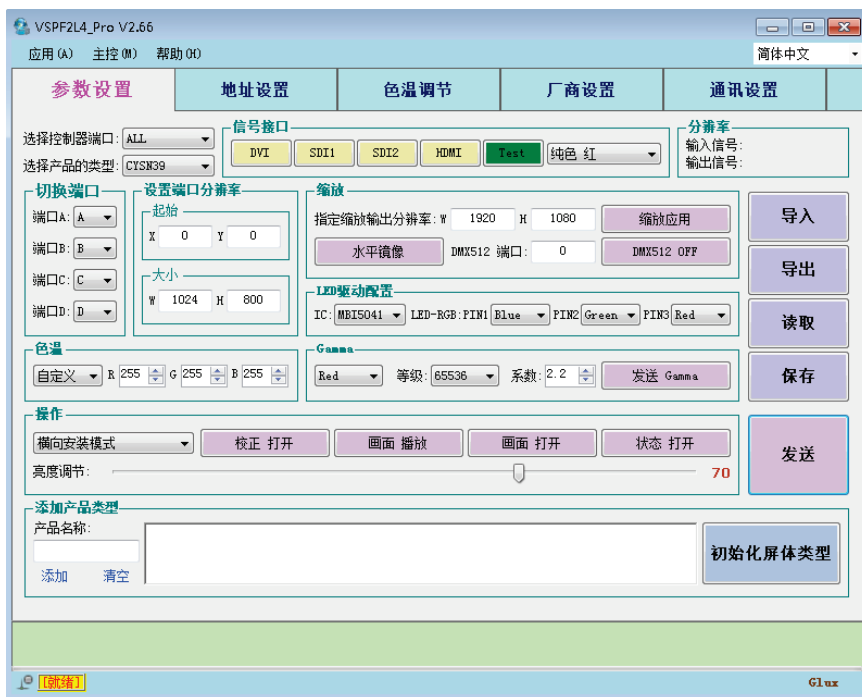 VSPF2L4_Pro V2.66
应用(A) 主控(M) 帮助(H) 简体中文
参数设置 地址设置 色温调节 厂商设置 通讯设置
选择控制器端口: ALL
选择产品的类型: CYSN39
信号接口
DVI SDI1 SDI2 HDMI Test 纯色 红
分辨率
输入信号:
输出信号:
切换端口
端口A: A
端口B: B
端口C: C
端口D: D
设置端口分辨率
起始
X 0 Y 0
大小
W 1024 H 800
缩放
指定缩放输出分辨率: W 1920 H 1080 缩放应用
水平镜像 DMX512 端口: 0 DMX512 OFF
LED驱动配置
IC: MBI5041 LED-RGB: PIN1 Blue PIN2 Green PIN3 Red
导入
导出
读取
保存
色温
自定义 R 255 G 255 B 255
Gamma
Red 等级: 65536 系数: 2.2 发送 Gamma
操作
横向安装模式 校正 打开 画面 播放 画面 打开 状态 打开
亮度调节: 70
发送
添加产品类型
产品名称:
添加 清空
初始化屏体类型
[就绪] Glux